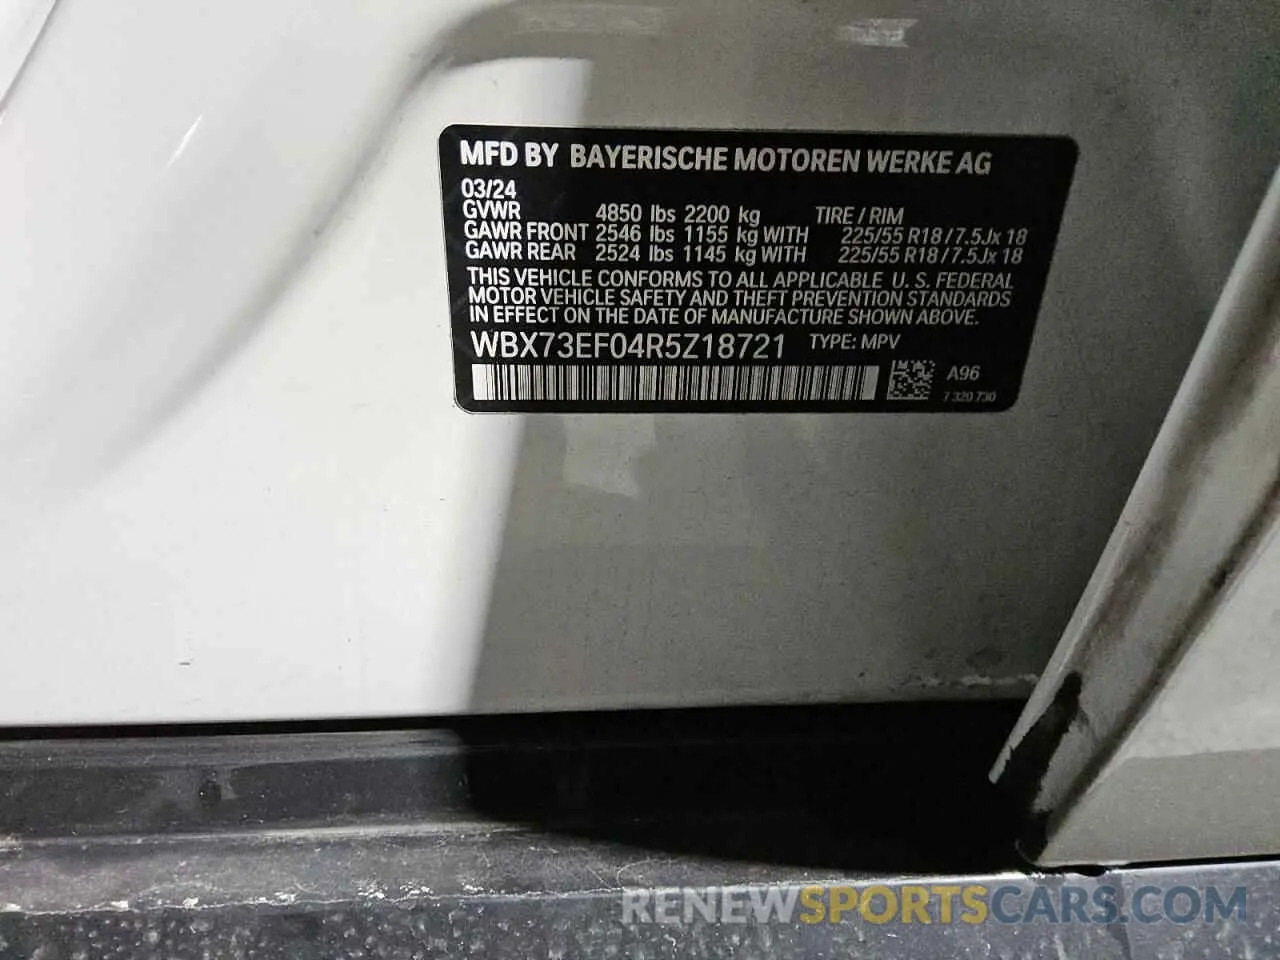 MFD BY BAYERISCHE MOTOREN WERKE AG
03/24
GVWR 4850 lbs 2200 kg TIRE / RIM
GAWR FRONT 2546 lbs 1155 kg WITH 225/55 R18 / 7.5Jx 18
GAWR REAR 2524 lbs 1145 kg WITH 225/55 R18 / 7.5Jx 18
THIS VEHICLE CONFORMS TO ALL APPLICABLE U. S. FEDERAL
MOTOR VEHICLE SAFETY AND THEFT PREVENTION STANDARDS
IN EFFECT ON THE DATE OF MANUFACTURE SHOWN ABOVE.
WBX73EF04R5Z18721 TYPE: MPV
A96
7 320 730
RENEWSPORTSCARS.COM